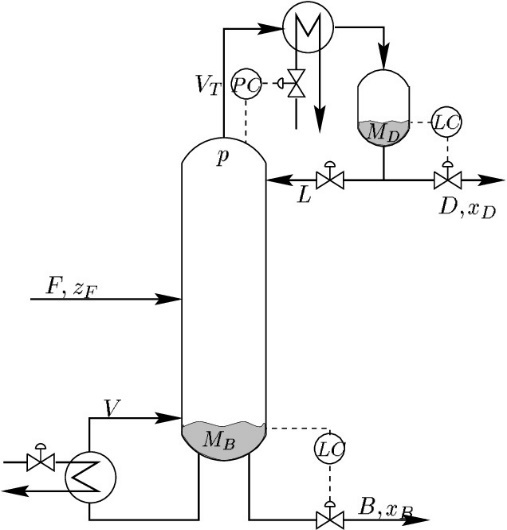 V_T
PC
M_D
LC
p
L
D, x_D
F, z_F
V
M_B
LC
B, x_B